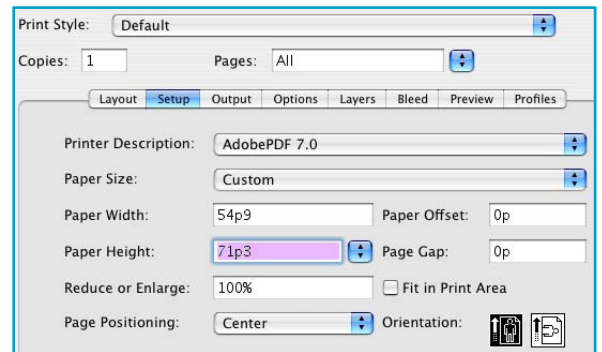 Print Style: Default
Copies: 1 Pages: All
Layout Setup Output Options Layers Bleed Preview Profiles
Printer Description: AdobePDF 7.0
Paper Size: Custom
Paper Width: 54p9 Paper Offset: 0p
Paper Height: 71p3 Page Gap: 0p
Reduce or Enlarge: 100% Fit in Print Area
Page Positioning: Center Orientation: